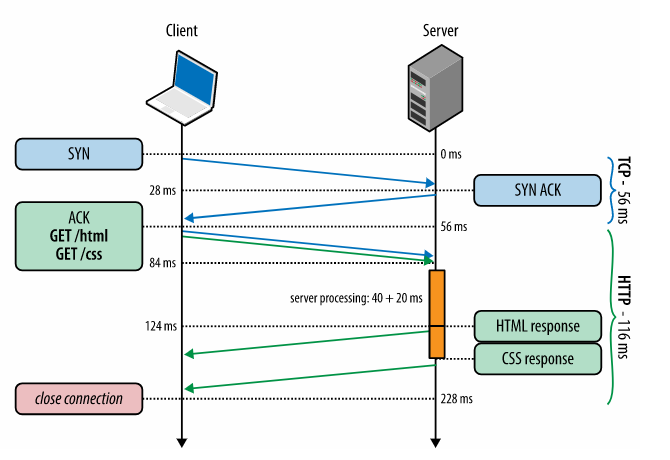 Client
Server
SYN
0 ms
28 ms
SYN ACK
TCP - 56 ms
ACK
GET /html
GET /css
56 ms
84 ms
server processing: 40 + 20 ms
HTTP - 116 ms
124 ms
HTML response
CSS response
close connection
228 ms